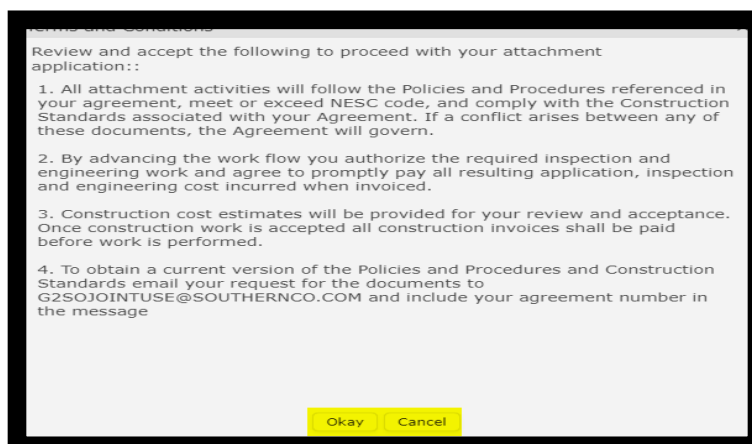 Terms and Conditions
Review and accept the following to proceed with your attachment
application::
1. All attachment activities will follow the Policies and Procedures referenced in
your agreement, meet or exceed NESC code, and comply with the Construction
Standards associated with your Agreement. If a conflict arises between any of
these documents, the Agreement will govern.
2. By advancing the work flow you authorize the required inspection and
engineering work and agree to promptly pay all resulting application, inspection
and engineering cost incurred when invoiced.
3. Construction cost estimates will be provided for your review and acceptance.
Once construction work is accepted all construction invoices shall be paid
before work is performed.
4. To obtain a current version of the Policies and Procedures and Construction
Standards email your request for the documents to
G2SOJOINTUSE@SOUTHERNCO.COM and include your agreement number in
the message
Okay Cancel